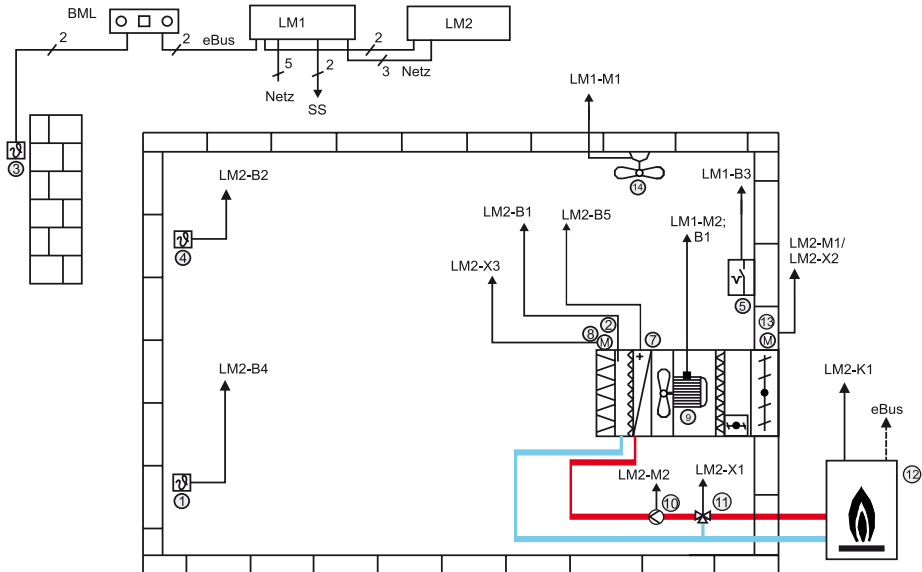 BML
LM1
LM2
2
2
eBus
2
5
2
3
Netz
Netz
SS
LM1-M1
3
LM2-B2
LM1-B3
14
LM2-B1
LM2-B5
LM1-M2;
B1
LM2-M1/
LM2-X2
4
LM2-X3
5
2
13
8
M
7
M
+
LM2-B4
LM2-K1
9
eBus
LM2-M2
LM2-X1
12
1
10
11